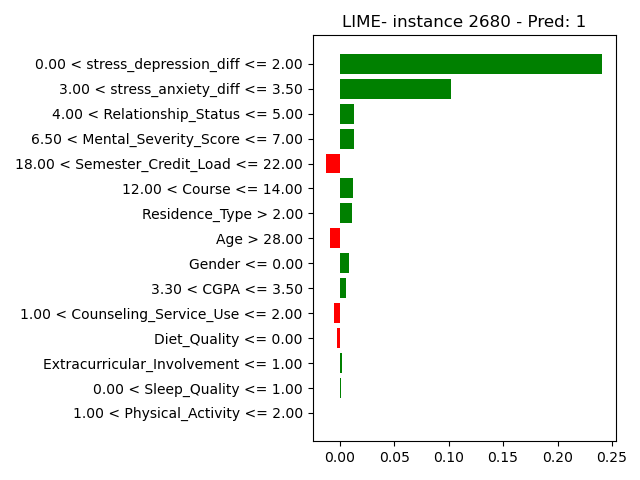 LIME- instance 2680 - Pred: 1
0.00 < stress_depression_diff <= 2.00
3.00 < stress_anxiety_diff <= 3.50
4.00 < Relationship_Status <= 5.00
6.50 < Mental_Severity_Score <= 7.00
18.00 < Semester_Credit_Load <= 22.00
12.00 < Course <= 14.00
Residence_Type > 2.00
Age > 28.00
Gender <= 0.00
3.30 < CGPA <= 3.50
1.00 < Counseling_Service_Use <= 2.00
Diet_Quality <= 0.00
Extracurricular_Involvement <= 1.00
0.00 < Sleep_Quality <= 1.00
1.00 < Physical_Activity <= 2.00
0.00 0.05 0.10 0.15 0.20 0.25